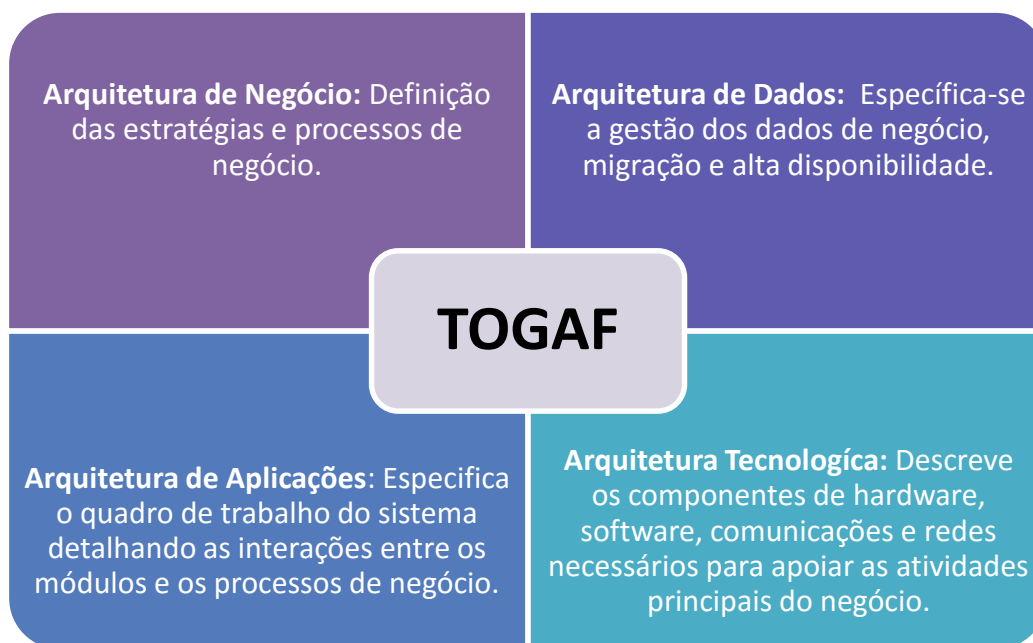 Arquitetura de Negócio: Definição
das estratégias e processos de
negócio.
Arquitetura de Dados: Específica-se
a gestão dos dados de negócio,
migração e alta disponibilidade.
TOGAF
Arquitetura de Aplicações: Especifica
o quadro de trabalho do sistema
detalhando as interações entre os
módulos e os processos de negócio.
Arquitetura Tecnologíca: Descreve
os componentes de hardware,
software, comunicações e redes
necessários para apoiar as atividades
principais do negócio.